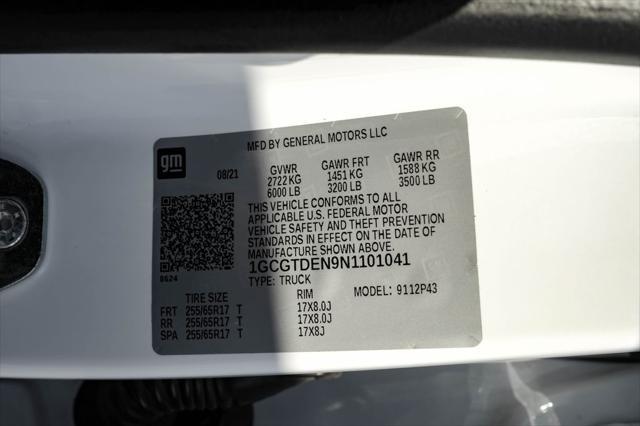 MFD BY GENERAL MOTORS LLC
gm
08/21
GVWR GAWR FRT GAWR RR
2722 KG 1451 KG 1588 KG
6000 LB 3200 LB 3500 LB
THIS VEHICLE CONFORMS TO ALL
APPLICABLE U.S. FEDERAL MOTOR
VEHICLE SAFETY AND THEFT PREVENTION
STANDARDS IN EFFECT ON THE DATE OF
MANUFACTURE SHOWN ABOVE.
1GCGTDEN9N1101041
8624
TYPE: TRUCK
TIRE SIZE RIM MODEL: 9112P43
FRT 255/65R17 T 17X8.0J
RR 255/65R17 T 17X8.0J
SPA 255/65R17 T 17X8J